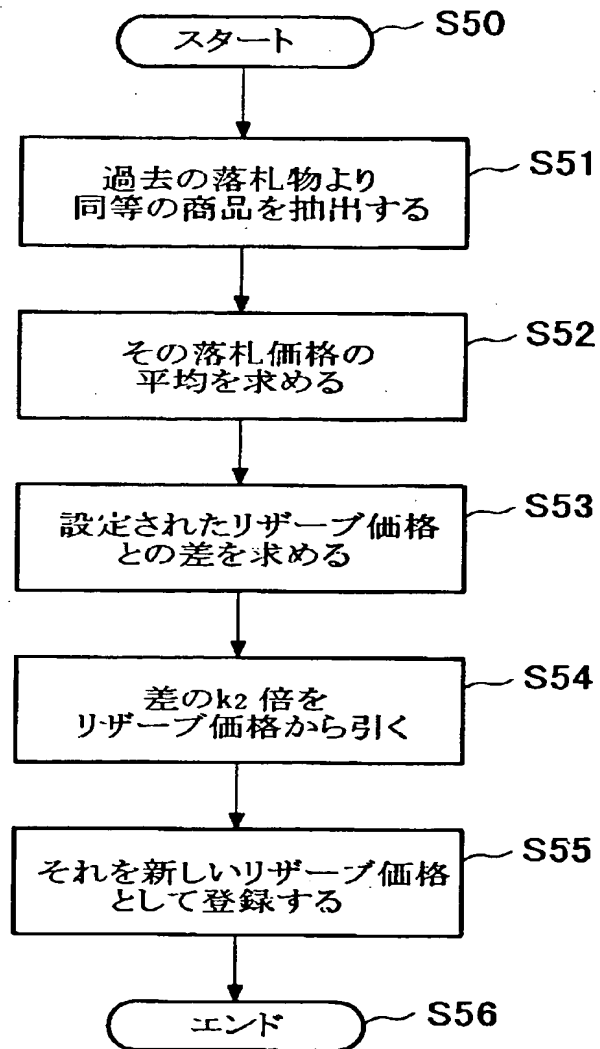 スタート
S50
過去の落札物より
同等の商品を抽出する
S51
その落札価格の
平均を求める
S52
設定されたリザーブ価格
との差を求める
S53
差のk2 倍を
リザーブ価格から引く
S54
それを新しいリザーブ価格
として登録する
S55
エンド
S56